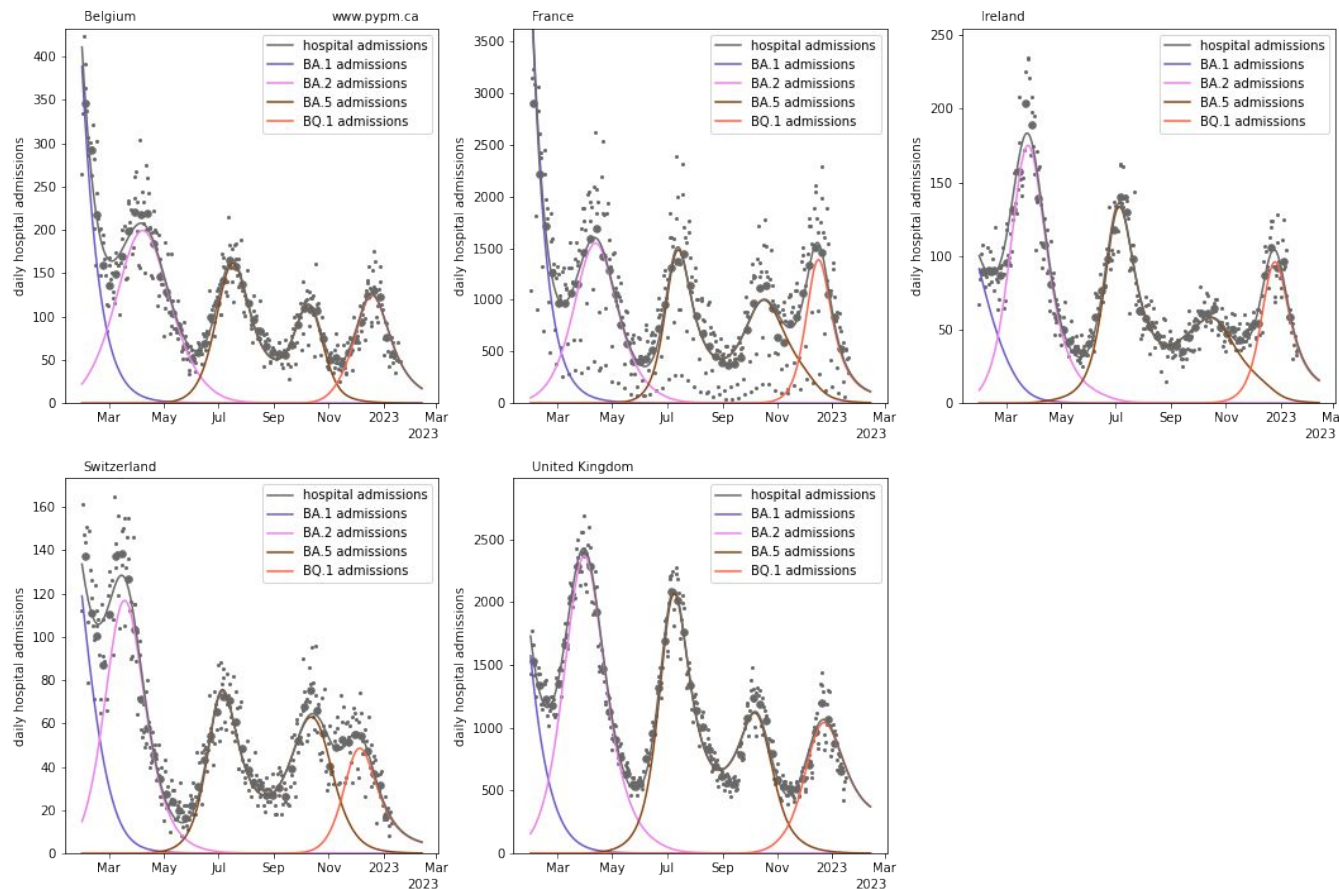 Belgium www.pypm.ca
daily hospital admissions
400
350
300
250
200
150
100
50
0
hospital admissions
BA.1 admissions
BA.2 admissions
BA.5 admissions
BQ.1 admissions
Mar May Jul Sep Nov 2023 Mar
2023
France
daily hospital admissions
3500
3000
2500
2000
1500
1000
500
0
hospital admissions
BA.1 admissions
BA.2 admissions
BA.5 admissions
BQ.1 admissions
Mar May Jul Sep Nov 2023 Mar
2023
Ireland
daily hospital admissions
250
200
150
100
50
0
hospital admissions
BA.1 admissions
BA.2 admissions
BA.5 admissions
BQ.1 admissions
Mar May Jul Sep Nov 2023 Ma
2023
Switzerland
daily hospital admissions
160
140
120
100
80
60
40
20
0
hospital admissions
BA.1 admissions
BA.2 admissions
BA.5 admissions
BQ.1 admissions
Mar May Jul Sep Nov 2023 Mar
2023
United Kingdom
daily hospital admissions
2500
2000
1500
1000
500
0
hospital admissions
BA.1 admissions
BA.2 admissions
BA.5 admissions
BQ.1 admissions
Mar May Jul Sep Nov 2023 Mar
2023